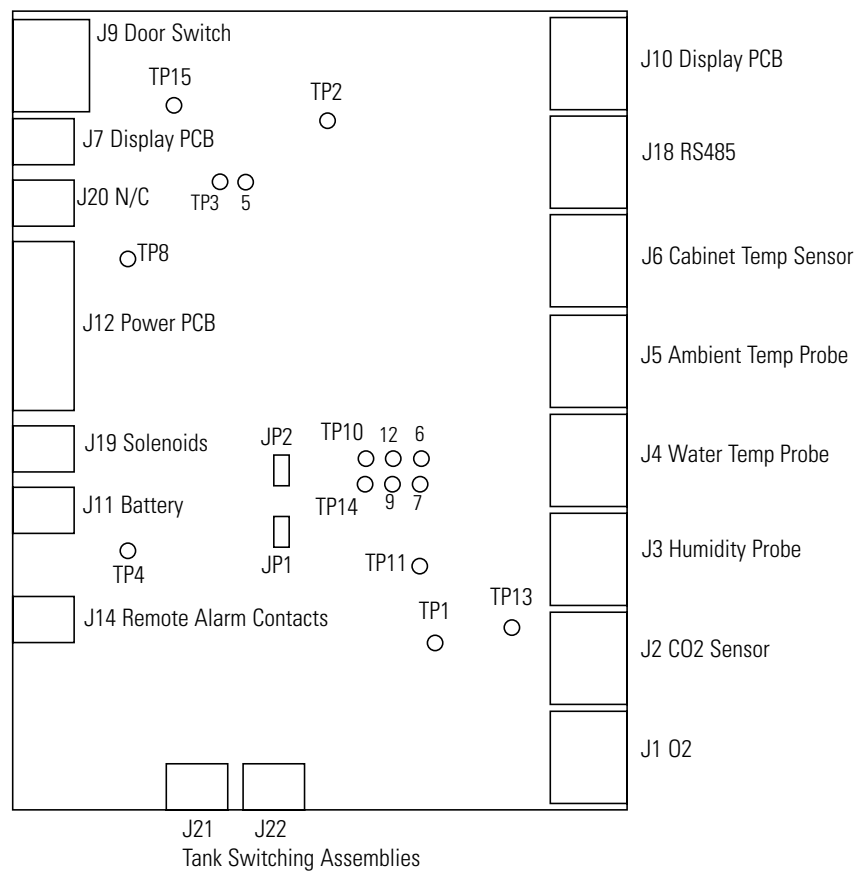 J9 Door Switch
J10 Display PCB
TP15
TP2
J7 Display PCB
J18 RS485
J20 N/C
TP3 5
TP8
J6 Cabinet Temp Sensor
J12 Power PCB
J5 Ambient Temp Probe
J19 Solenoids
JP2
TP10 12 6
J4 Water Temp Probe
J11 Battery
TP14 9 7
J3 Humidity Probe
JP1
TP11
TP4
TP13
J14 Remote Alarm Contacts
TP1
J2 CO2 Sensor
J1 O2
J21 J22
Tank Switching Assemblies